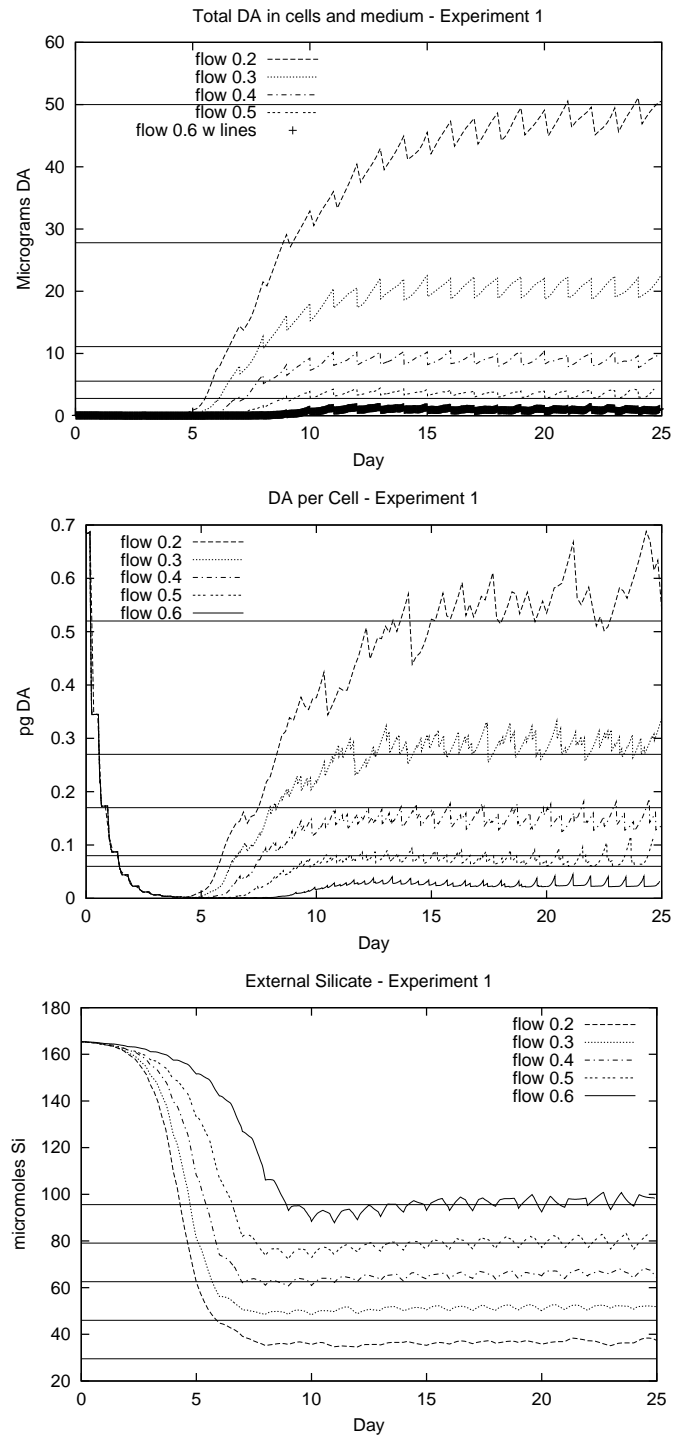 Total DA in cells and medium - Experiment 1
60
50
40
30
20
10
0
flow 0.2
flow 0.3
flow 0.4
flow 0.5
flow 0.6 w lines
Micrograms DA
0 5 10 15 20 25
Day
DA per Cell - Experiment 1
0.7
0.6
0.5
0.4
0.3
0.2
0.1
0
flow 0.2
flow 0.3
flow 0.4
flow 0.5
flow 0.6
pg DA
0 5 10 15 20 25
Day
External Silicate - Experiment 1
180
160
140
120
100
80
60
40
20
flow 0.2
flow 0.3
flow 0.4
flow 0.5
flow 0.6
micromoles Si
0 5 10 15 20 25
Day